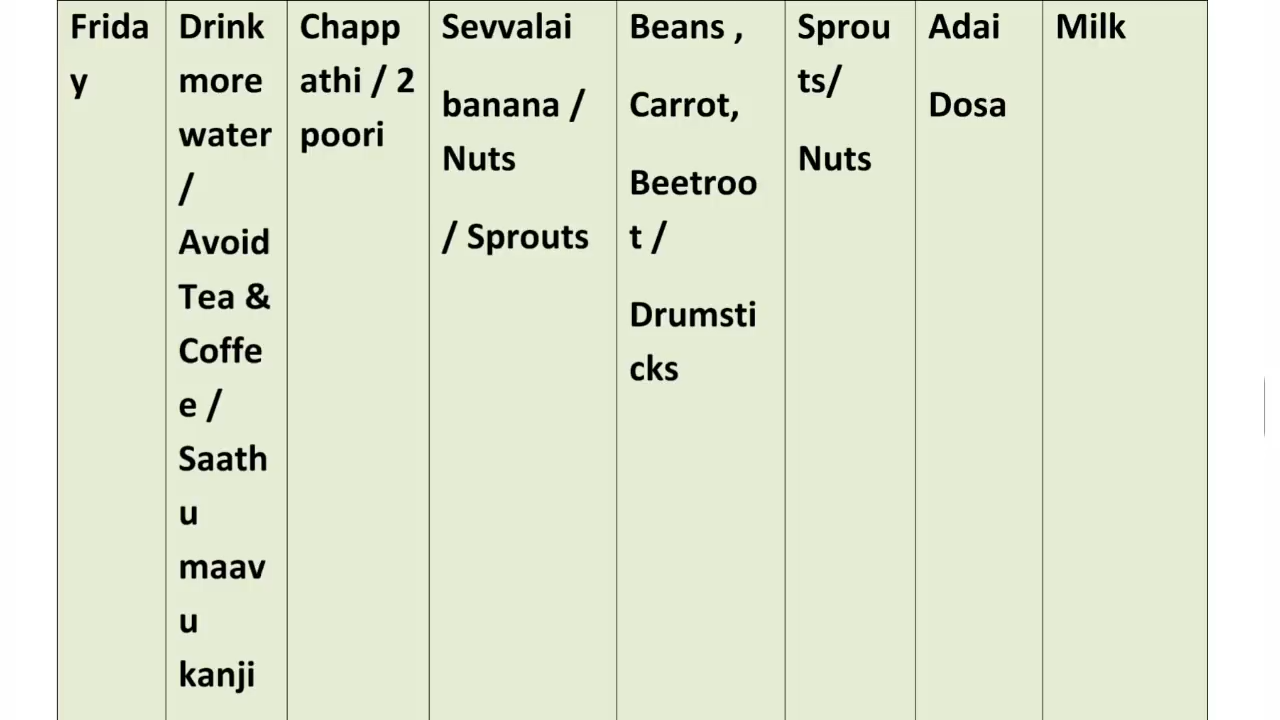 Frida
y
Drink
more
water
/
Avoid
Tea &
Coffe
e /
Saath
u
maav
u
kanji
Chapp
athi / 2
poori
Sevvalai
banana /
Nuts
/ Sprouts
Beans ,
Carrot,
Beetroo
t /
Drumsti
cks
Sprou
ts/
Nuts
Adai
Dosa
Milk